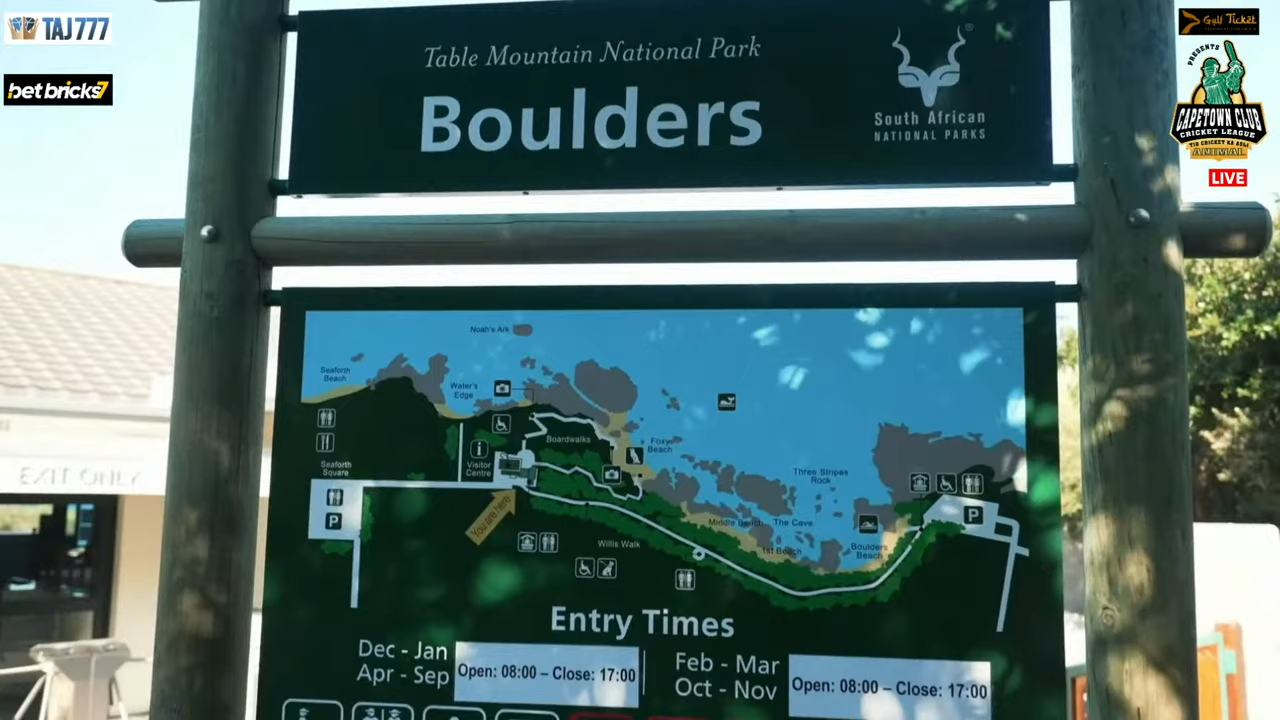 TAJ777
bet bricks7
Gulf Ticket
PRESENTS
CAPETOWN CLUB
CRICKET LEAGUE
ANIMAL
LIVE
Table Mountain National Park
Boulders
South African
NATIONAL PARKS
EXIT ONLY
Noah's Ark
Seaforth
Beach
Water's
Edge
Boardwalks
Foxy
Beach
Visitor
Centre
Seaforth
Square
P
You are here
Three Stripes
Rock
P
Middle Beach
The Cave
1st Beach
Boulders
Beach
Willis Walk
Entry Times
Dec - Jan
Apr - Sep
Open: 08:00 – Close: 17:00
Feb - Mar
Oct - Nov
Open: 08:00 – Close: 17:00